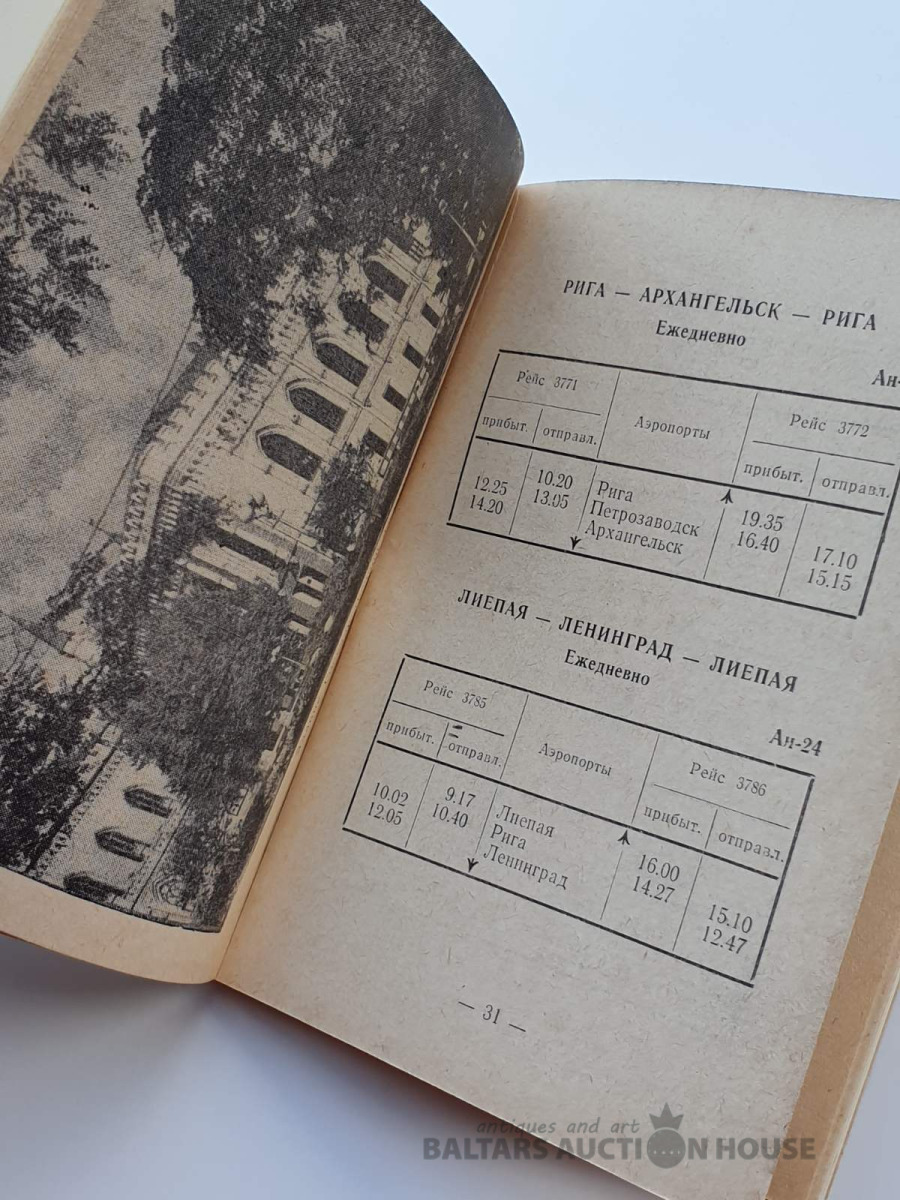 РИГА — АРХАНГЕЛЬСК — РИГА
Ежедневно
Ан-
Рейс 3771 Аэропорты Рейс 3772
прибыт. отправл. прибыт. отправл.
10.20 Рига 19.35
12.25 13.05 Петрозаводск 16.40 17.10
14.20 Архангельск 15.15
ЛИЕПАЯ — ЛЕНИНГРАД — ЛИЕПАЯ
Ежедневно
Ан-24
Рейс 3785 Аэропорты Рейс 3786
прибыт. отправл. прибыт. отправл.
9.17 Лиепая 16.00
10.02 10.40 Рига 14.27 15.10
12.05 Ленинград 12.47
— 31 —
antiques and art
BALTARS AUCTION HOUSE